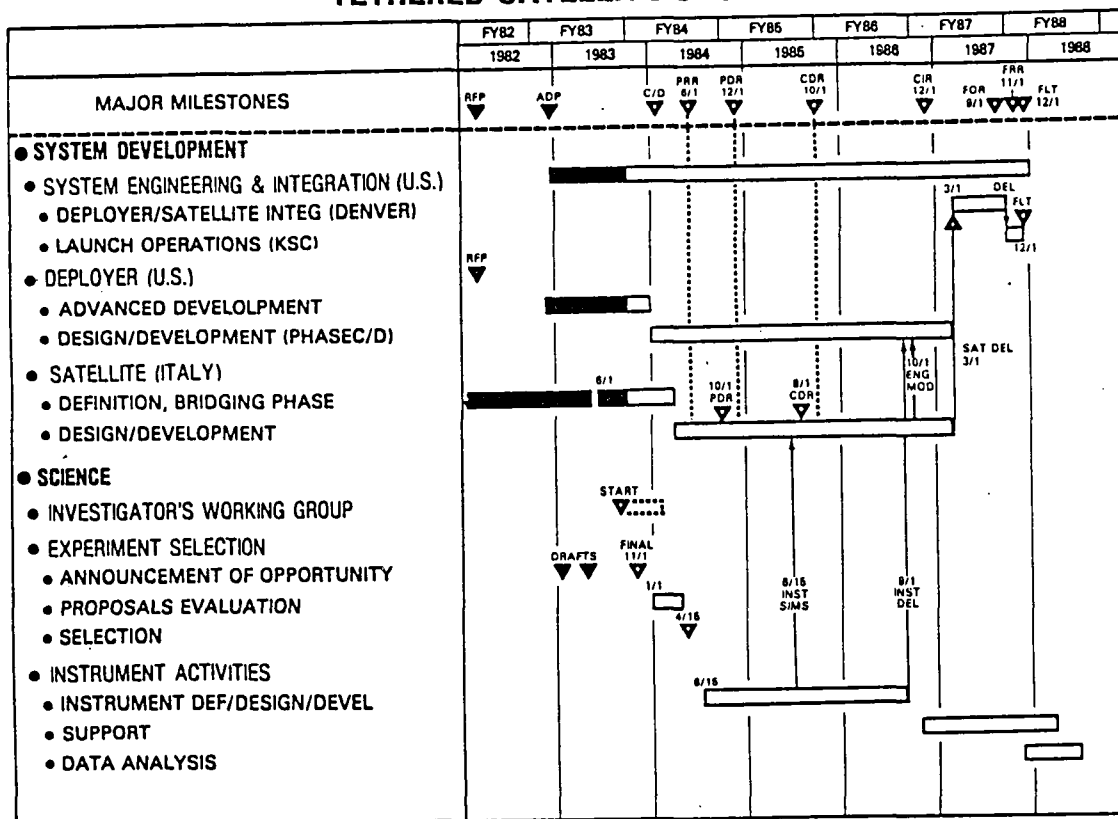 FY82 FY83 FY84 FY85 FY86 FY87 FY88
1982 1983 1984 1985 1986 1987 1988
MAJOR MILESTONES
RFP
ADP
C/D
PRR
6/1
PDR
12/1
CDR
10/1
CIR
12/1
FOR
9/1
FRR
11/1
FLT
12/1
● SYSTEM DEVELOPMENT
● SYSTEM ENGINEERING & INTEGRATION (U.S.)
3/1 DEL
● DEPLOYER/SATELLITE INTEG (DENVER)
FLT
● LAUNCH OPERATIONS (KSC)
12/1
RFP
● DEPLOYER (U.S.)
● ADVANCED DEVELOLPMENT
● DESIGN/DEVELOPMENT (PHASEC/D)
SAT DEL
3/1
10/1
ENG
MOD
● SATELLITE (ITALY)
6/1
● DEFINITION, BRIDGING PHASE
10/1
PDR
8/1
CDR
● DESIGN/DEVELOPMENT
● SCIENCE
START
● INVESTIGATOR'S WORKING GROUP
● EXPERIMENT SELECTION
DRAFTS
FINAL
11/1
● ANNOUNCEMENT OF OPPORTUNITY
1/1
6/15
INST
SIMS
9/1
INST
DEL
● PROPOSALS EVALUATION
4/15
● SELECTION
● INSTRUMENT ACTIVITIES
6/15
● INSTRUMENT DEF/DESIGN/DEVEL
● SUPPORT
● DATA ANALYSIS